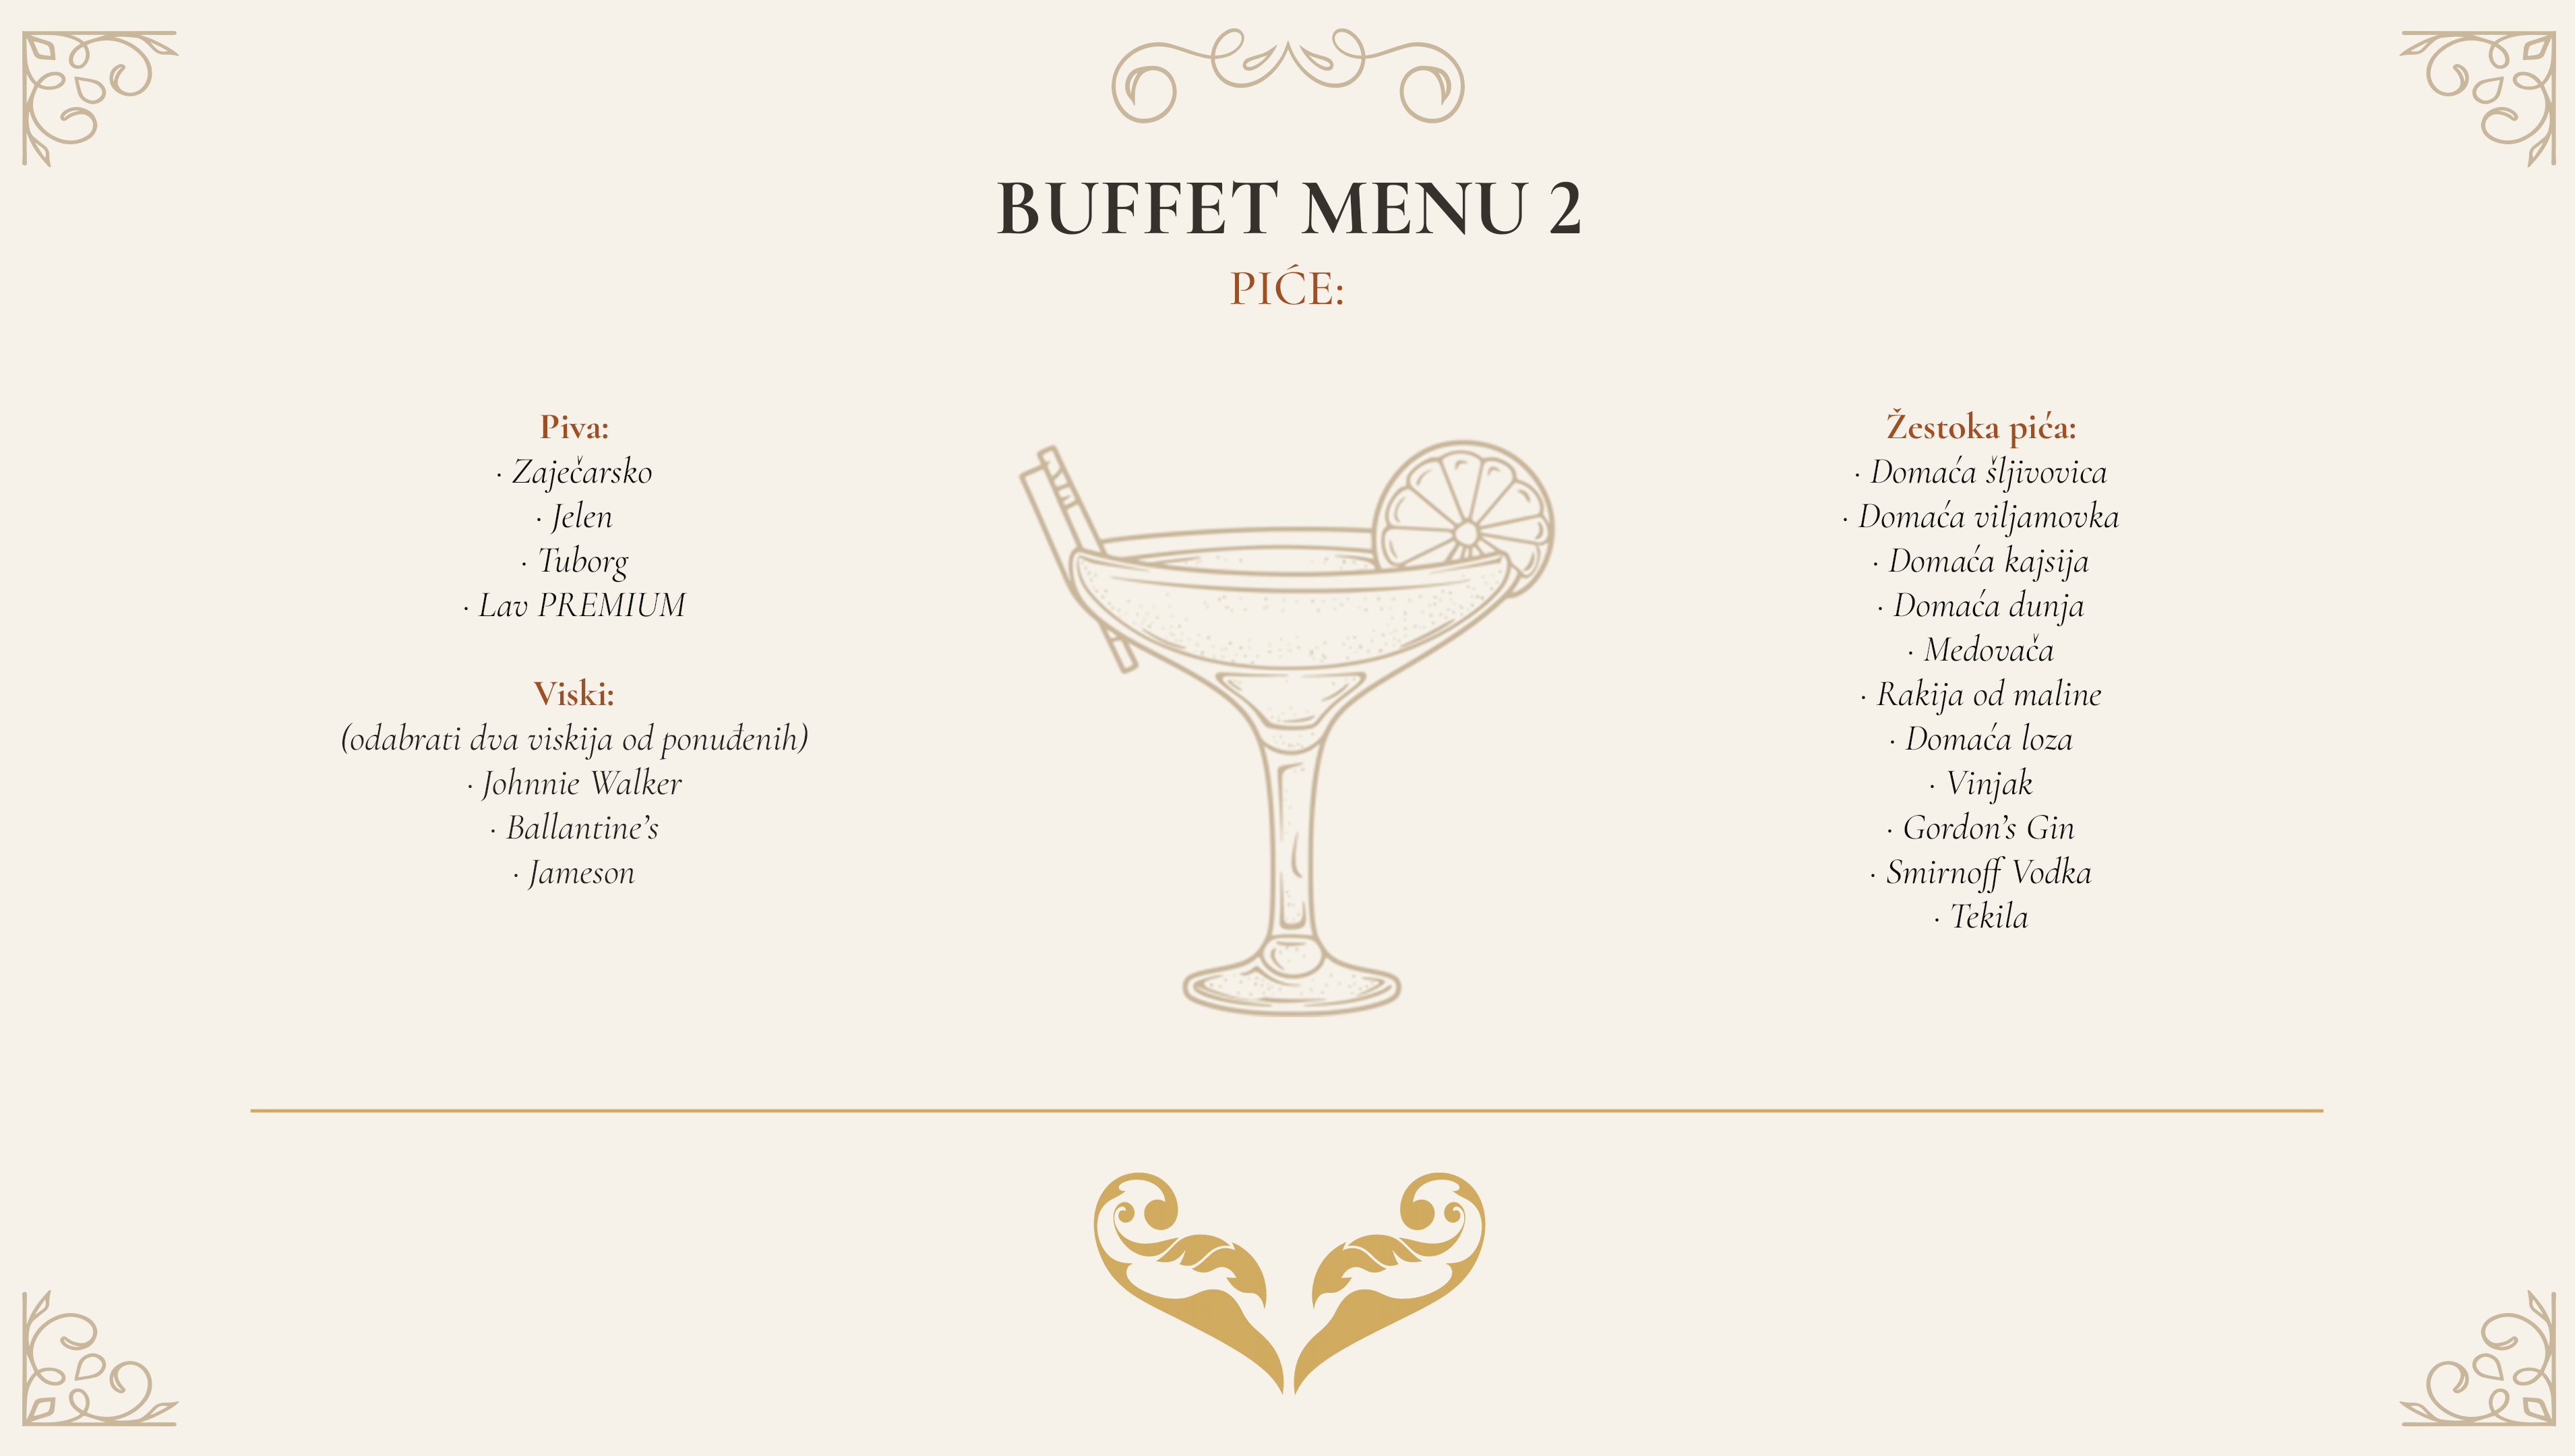 BUFFET MENU 2
PIĆE:
Piva:
· Zaječarsko
· Jelen
· Tuborg
· Lav PREMIUM
Viski:
(odabrati dva viskija od ponuđenih)
· Johnnie Walker
· Ballantine’s
· Jameson
Žestoka pića:
· Domaća šljivovica
· Domaća viljamovka
· Domaća kajsija
· Domaća dunja
· Medovača
· Rakija od maline
· Domaća loza
· Vinjak
· Gordon’s Gin
· Smirnoff Vodka
· Tekila